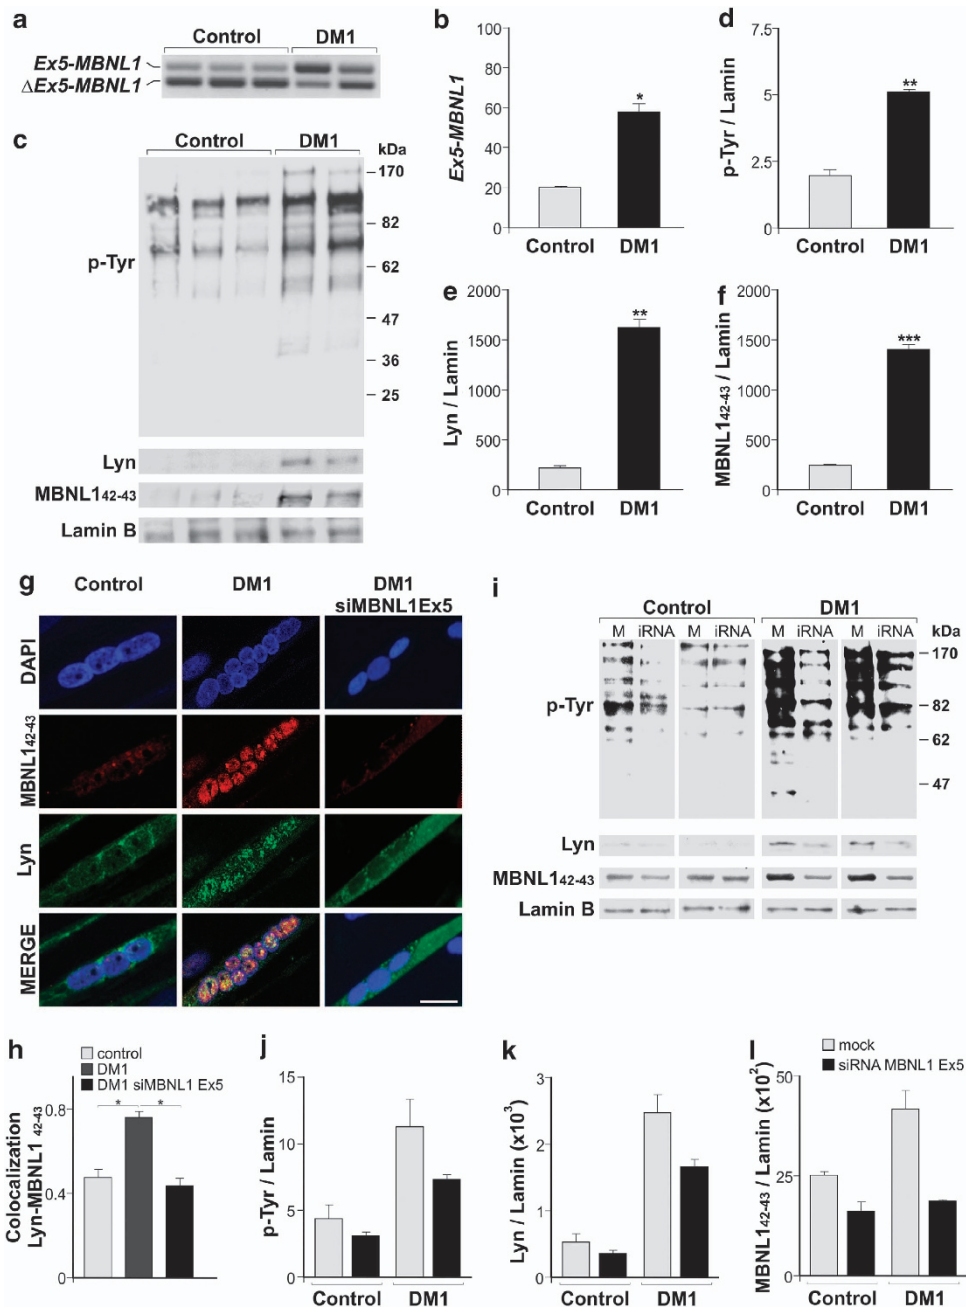 a
Control DM1
Ex5-MBNL1
ΔEx5-MBNL1
b
Ex5-MBNL1
100
80
60
40
20
0
*
Control DM1
d
p-Tyr / Lamin
7.5
5
2.5
0
**
Control DM1
c
Control DM1
kDa
170
82
62
47
36
25
p-Tyr
Lyn
MBNL142-43
Lamin B
e
Lyn / Lamin
2000
1500
1000
500
0
**
Control DM1
f
MBNL142-43 / Lamin
2000
1500
1000
500
0
***
Control DM1
g
Control DM1 DM1
siMBNL1Ex5
DAPI
MBNL142-43
Lyn
MERGE
i
Control DM1
M iRNA M iRNA M iRNA M iRNA kDa
170
82
62
47
p-Tyr
Lyn
MBNL142-43
Lamin B
h
control
DM1
DM1 siMBNL1 Ex5
Colocalization
Lyn-MBNL1 42-43
0.8
0.4
0
* *
j
p-Tyr / Lamin
15
10
5
0
Control DM1
k
Lyn / Lamin (x10³)
3
2
1
0
Control DM1
l
mock
siRNA MBNL1 Ex5
MBNL142-43 / Lamin (x10²)
50
25
0
Control DM1